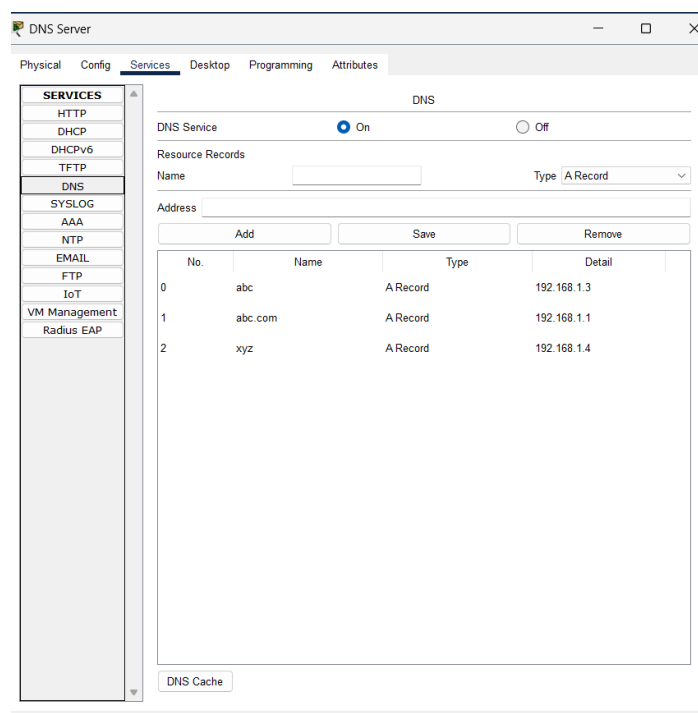 DNS Server
Physical Config Services Desktop Programming Attributes
SERVICES
HTTP
DHCP
DHCPv6
TFTP
DNS
SYSLOG
AAA
NTP
EMAIL
FTP
IoT
VM Management
Radius EAP
DNS
DNS Service On Off
Resource Records
Name Type A Record
Address
Add Save Remove
No. Name Type Detail
0 abc A Record 192.168.1.3
1 abc.com A Record 192.168.1.1
2 xyz A Record 192.168.1.4
DNS Cache